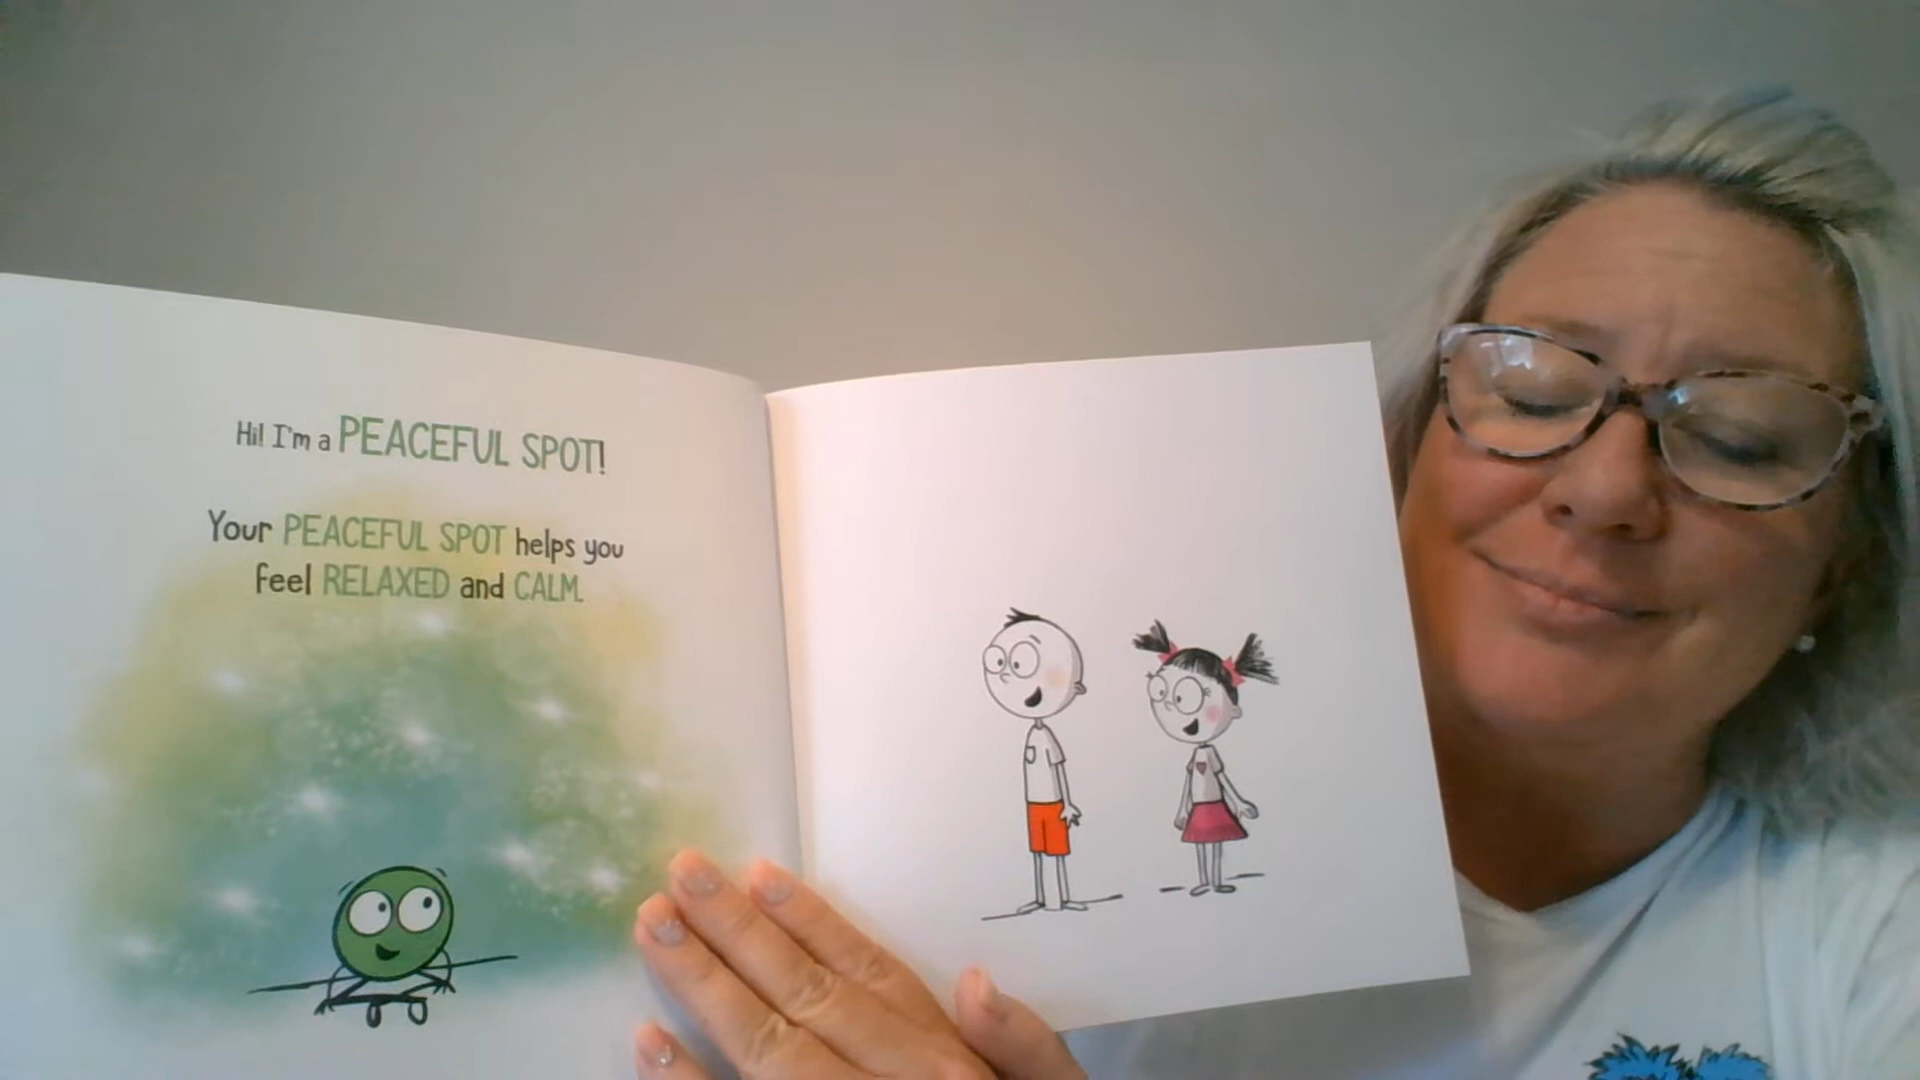 Hi! I'm a PEACEFUL SPOT!
Your PEACEFUL SPOT helps you
feel RELAXED and CALM.